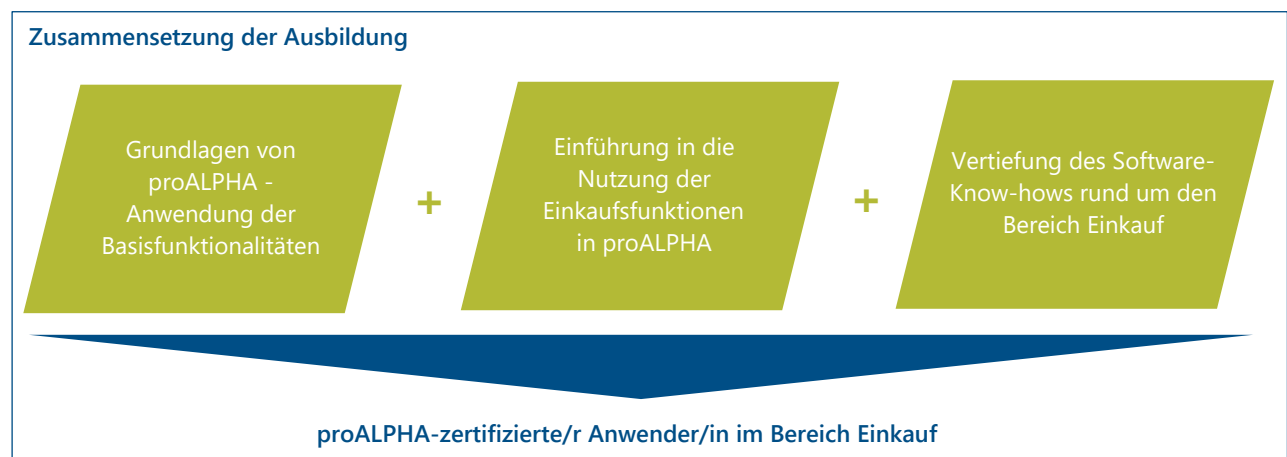 Zusammensetzung der Ausbildung
Grundlagen von
proALPHA -
Anwendung der
Basisfunktionalitäten
+
Einführung in die
Nutzung der
Einkaufsfunktionen
in proALPHA
+
Vertiefung des Software-
Know-hows rund um den
Bereich Einkauf
proALPHA-zertifizierte/r Anwender/in im Bereich Einkauf